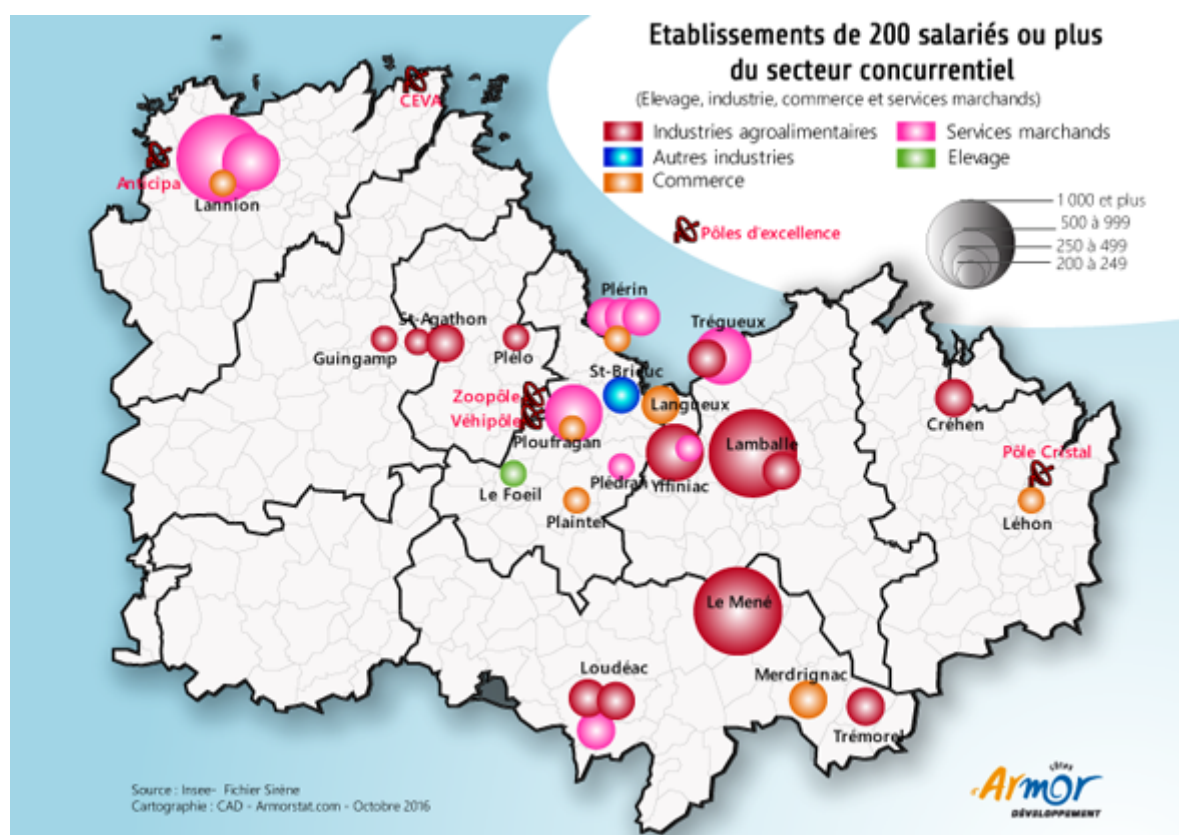 Etablissements de 200 salariés ou plus
du secteur concurrentiel
(Elevage, industrie, commerce et services marchands)
Industries agroalimentaires
Services marchands
Autres industries
Elevage
Commerce
Pôles d'excellence
1 000 et plus
500 à 999
250 à 499
200 à 249
CEVA
Anticipa
Lannion
Plérin
St-Agathon
Guingamp
Plélo
Trégueux
St-Brieuc
Zoopôle
Langueux
Véhipôle
Ploufragan
Lamballe
Créhen
Pôle Cristal
Plédran
Yffiniac
Le Foeil
Plaintel
Léhon
Le Mené
Loudéac
Merdrignac
Trémorel
Source : Insee- Fichier Sirène
Cartographie : CAD - Armorstat.com - Octobre 2016
côtes
d'Armor
DÉVELOPPEMENT